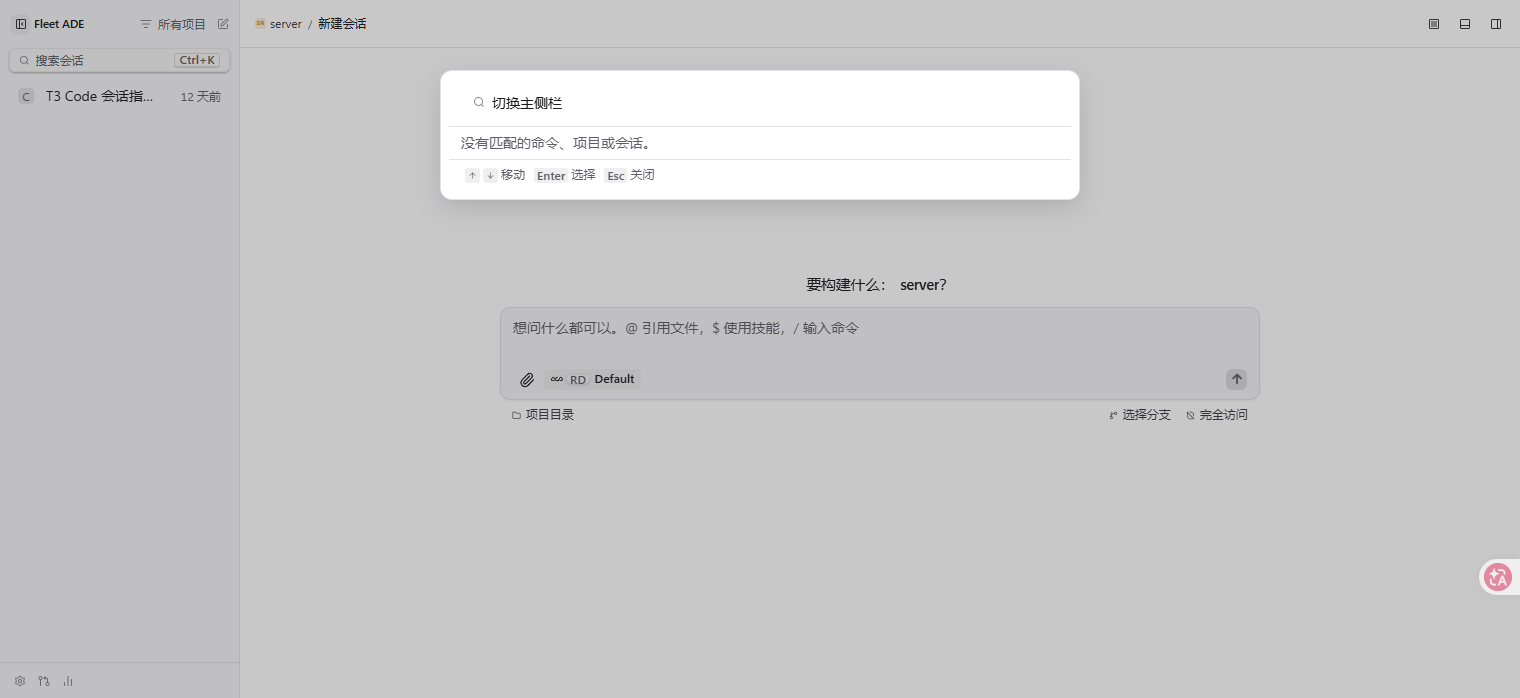 Fleet ADE
所有项目
搜索会话 Ctrl+K
C T3 Code 会话指... 12 天前
SR server / 新建会话
切换主侧栏
没有匹配的命令、项目或会话。
↑ ↓ 移动 Enter 选择 Esc 关闭
要构建什么： server?
想问什么都可以。@ 引用文件，$ 使用技能，/ 输入命令
RD Default
项目目录
选择分支
完全访问